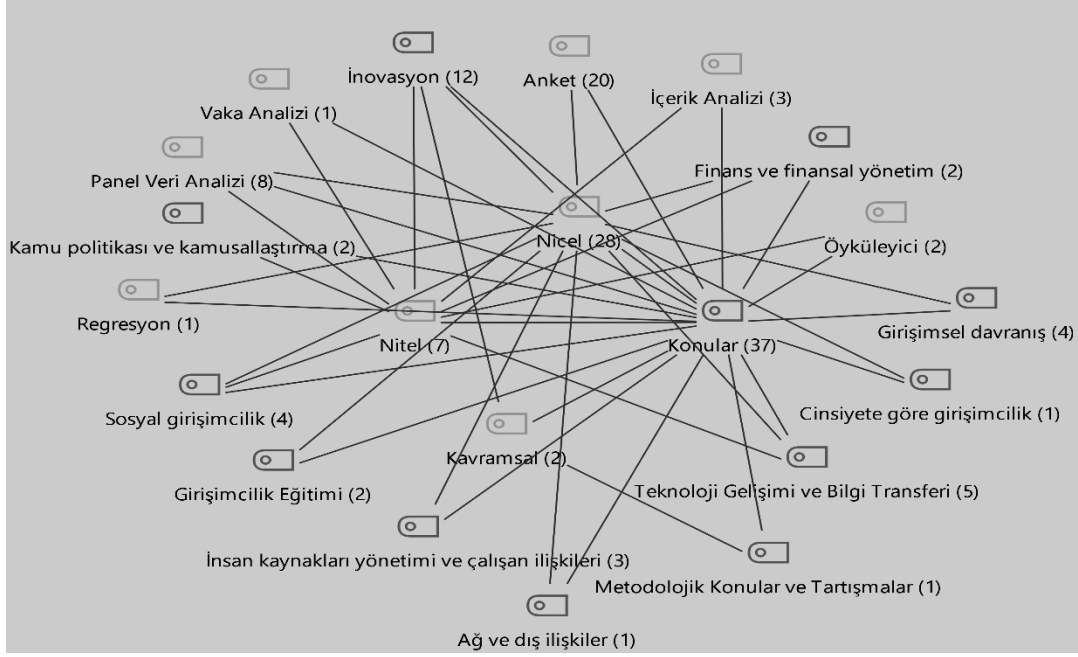 İnovasyon (12)
Anket (20)
İçerik Analizi (3)
Vaka Analizi (1)
Panel Veri Analizi (8)
Finans ve finansal yönetim (2)
Kamu politikası ve kamusallaştırma (2)
Nicel (28)
Öyküleyici (2)
Regresyon (1)
Nitel (7)
Konular (37)
Girişimsel davranış (4)
Sosyal girişimcilik (4)
Cinsiyete göre girişimcilik (1)
Kavramsal (2)
Girişimcilik Eğitimi (2)
Teknoloji Gelişimi ve Bilgi Transferi (5)
İnsan kaynakları yönetimi ve çalışan ilişkileri (3)
Metodolojik Konular ve Tartışmalar (1)
Ağ ve dış ilişkiler (1)